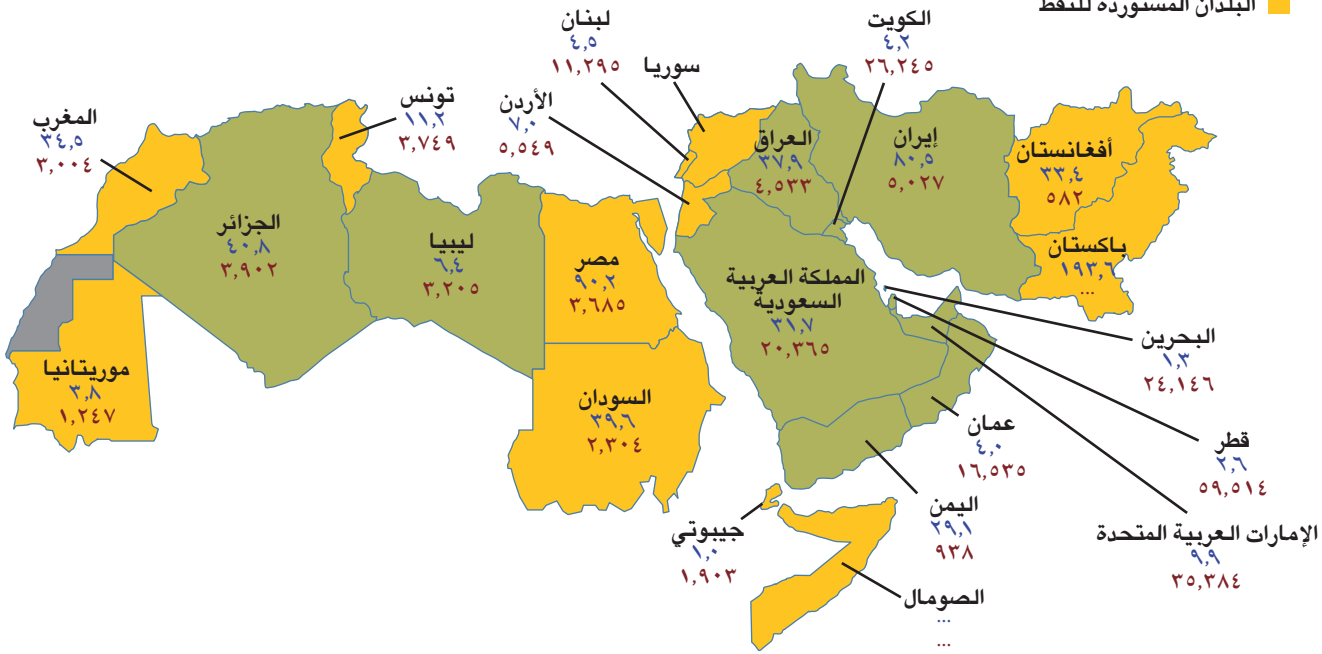 البلدان المستوردة للنفط
الكويت
٤,٢
٢٦,٢٤٥
لبنان
٤,٥
١١,٢٩٥
سوريا
الأردن
٧,٠
٥,٥٤٩
تونس
١١,٢
٣,٧٤٩
المغرب
٣٤,٥
٣,٠٠٤
أفغانستان
٣٣,٤
٥٨٢
إيران
٨٠,٥
٥,٠٢٧
العراق
٣٧,٩
٤,٥٣٣
باكستان
١٩٣,٦
...
المملكة العربية
السعودية
٣١,٧
٢٠,٣٦٥
مصر
٩٠,٢
٣,٦٨٥
ليبيا
٦,٤
٣,٢٠٥
الجزائر
٤٠,٨
٣,٩٠٢
البحرين
١,٣
٢٤,١٤٦
موريتانيا
٣,٨
١,٢٤٧
السودان
٣٩,٦
٢,٣٠٤
عمان
٤,٠
١٦,٥٣٥
قطر
٢,٦
٥٩,٥١٤
اليمن
٢٩,١
٩٣٨
الإمارات العربية المتحدة
٩,٩
٣٥,٣٨٤
جيبوتي
١,٠
١,٩٠٣
الصومال
...
...